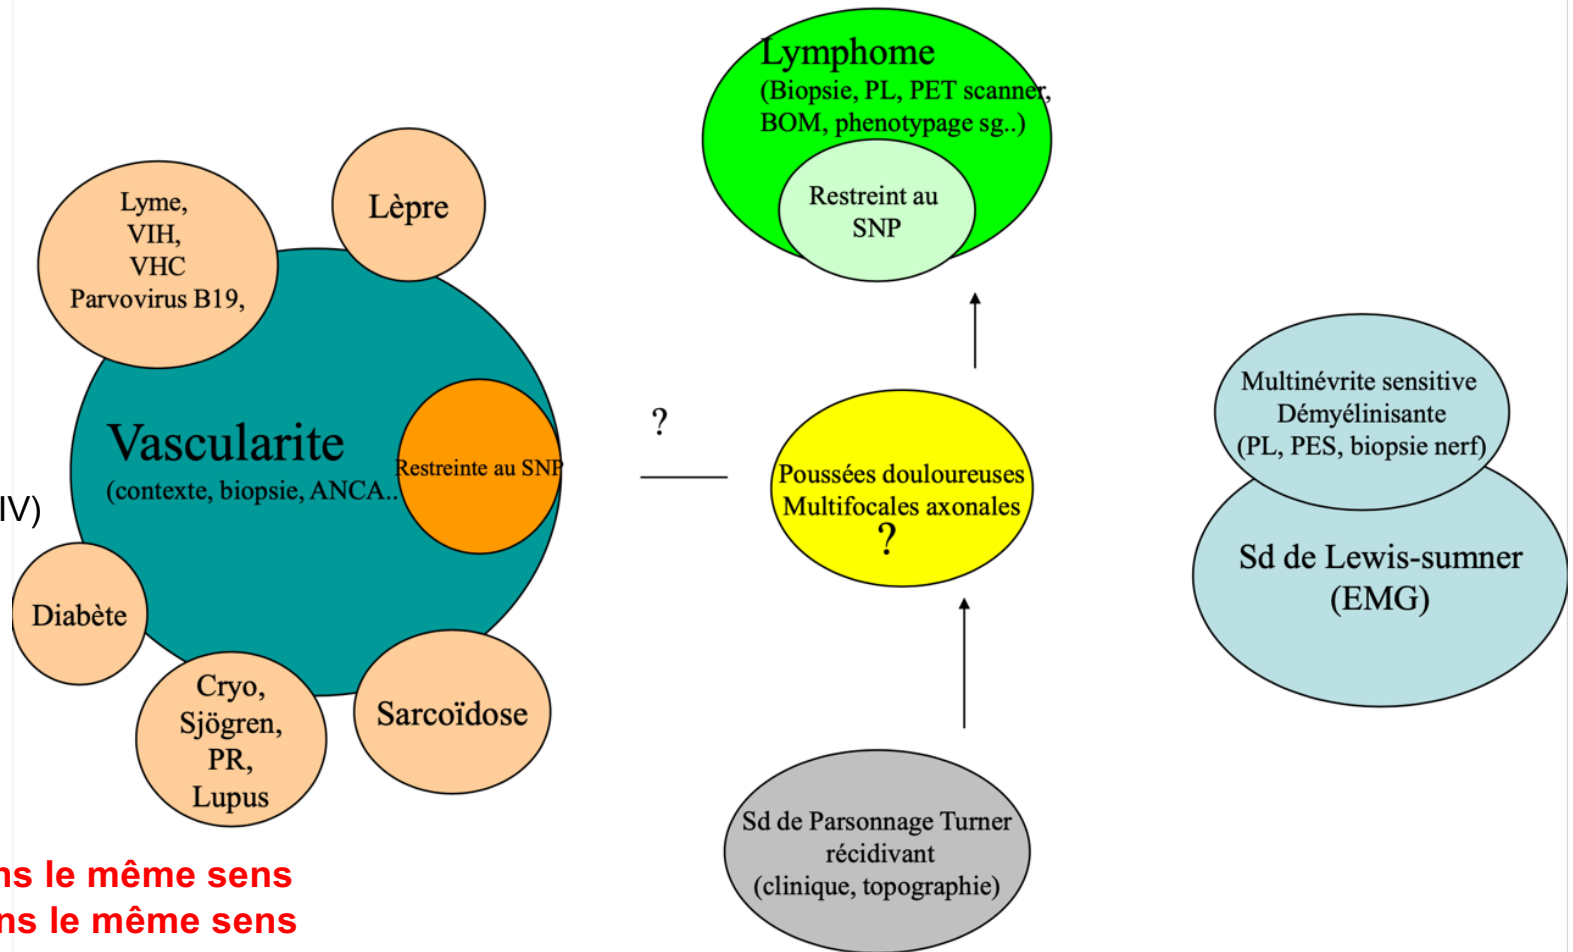 Lymphome
(Biopsie, PL, PET scanner,
BOM, phenotypage sg..)
Restreint au
SNP
Lyme,
VIH,
VHC
Parvovirus B19,
Lèpre
Vascularite
(contexte, biopsie, ANCA..
Restreinte au SNP
?
Poussées douloureuses
Multifocales axonales
?
Multinévrite sensitive
Démyélinisante
(PL, PES, biopsie nerf)
Sd de Lewis-sumner
(EMG)
IV)
Diabète
Cryo,
Sjögren,
PR,
Lupus
Sarcoïdose
Sd de Parsonnage Turner
récidivant
(clinique, topographie)
ns le même sens
ns le même sens